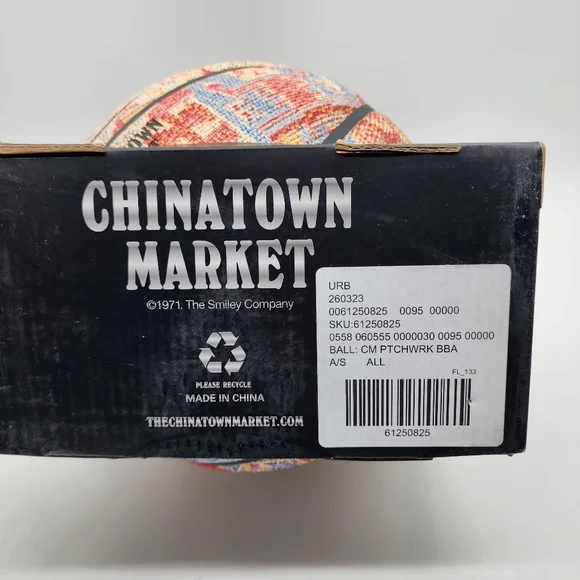 TOWN
CHINATOWN
MARKET
©1971. The Smiley Company
PLEASE RECYCLE
MADE IN CHINA
THECHINATOWNMARKET.COM
URB
260323
0061250825 0095 00000
SKU:61250825
0558 060555 0000030 0095 00000
BALL: CM PTCHWRK BBA
A/S ALL
FL_133
61250825